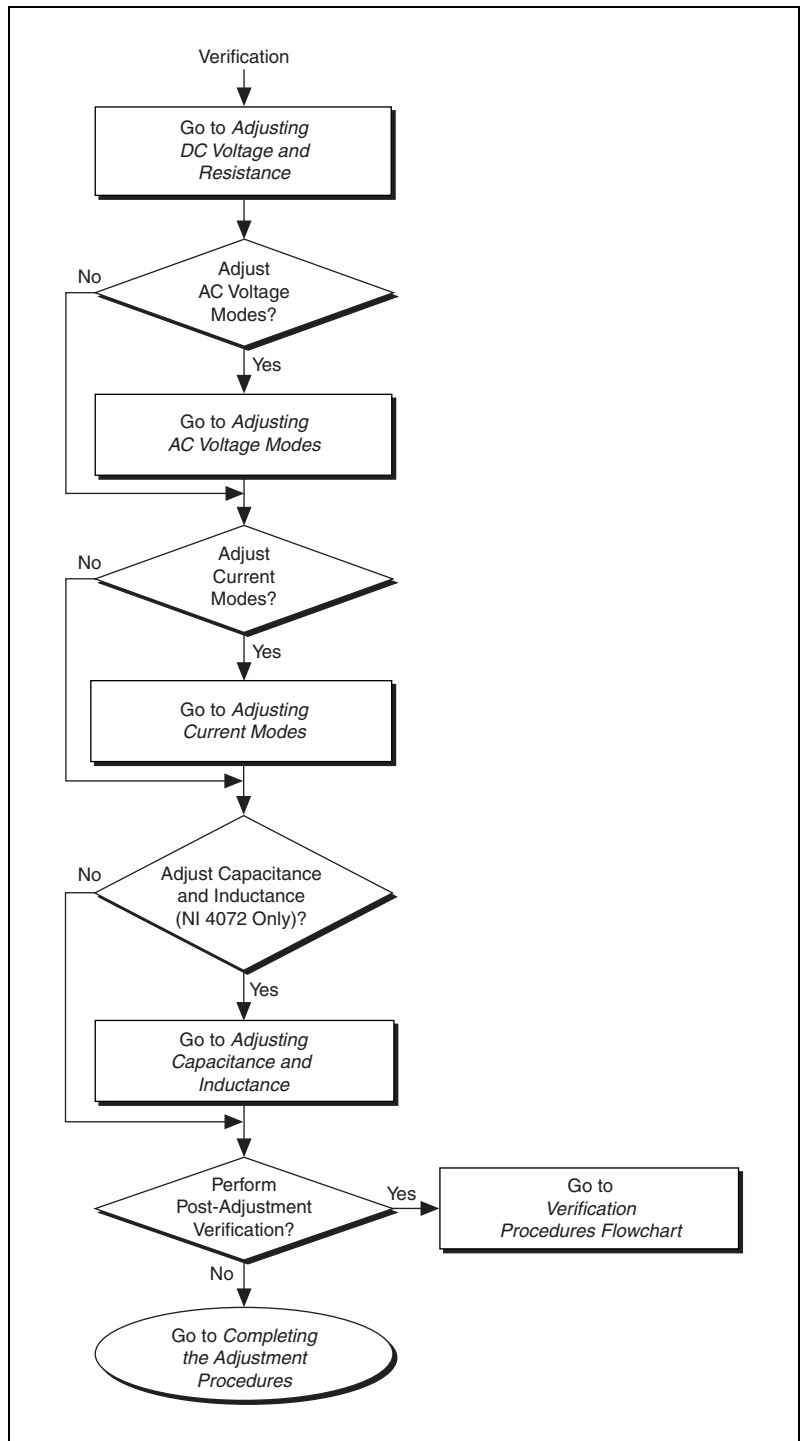 Verification
Go to Adjusting
DC Voltage and
Resistance
Adjust
AC Voltage
Modes?
No
Yes
Go to Adjusting
AC Voltage Modes
Adjust
Current
Modes?
No
Yes
Go to Adjusting
Current Modes
Adjust Capacitance
and Inductance
(NI 4072 Only)?
No
Yes
Go to Adjusting
Capacitance and
Inductance
Perform
Post-Adjustment
Verification?
Yes
Go to
Verification
Procedures Flowchart
No
Go to Completing
the Adjustment
Procedures